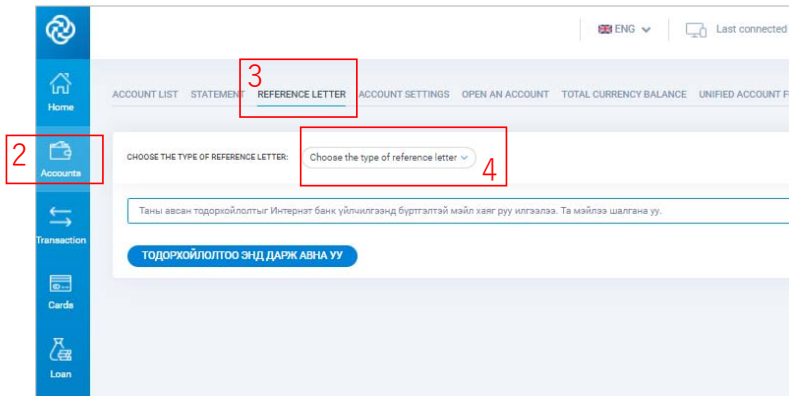 ENG Last connected
Home
3
ACCOUNT LIST STATEMENT REFERENCE LETTER ACCOUNT SETTINGS OPEN AN ACCOUNT TOTAL CURRENCY BALANCE UNIFIED ACCOUNT F
2
Accounts
CHOOSE THE TYPE OF REFERENCE LETTER: Choose the type of reference letter
4
Таны авсан тодорхойлолтыг Интернэт банк үйлчилгээнд бүртгэлтэй мэйл хаяг руу илгээлээ. Та мэйлээ шалгана уу.
Transaction
ТОДОРХОЙЛОЛТОО ЭНД ДАРЖ АВНА УУ
Cards
Loan